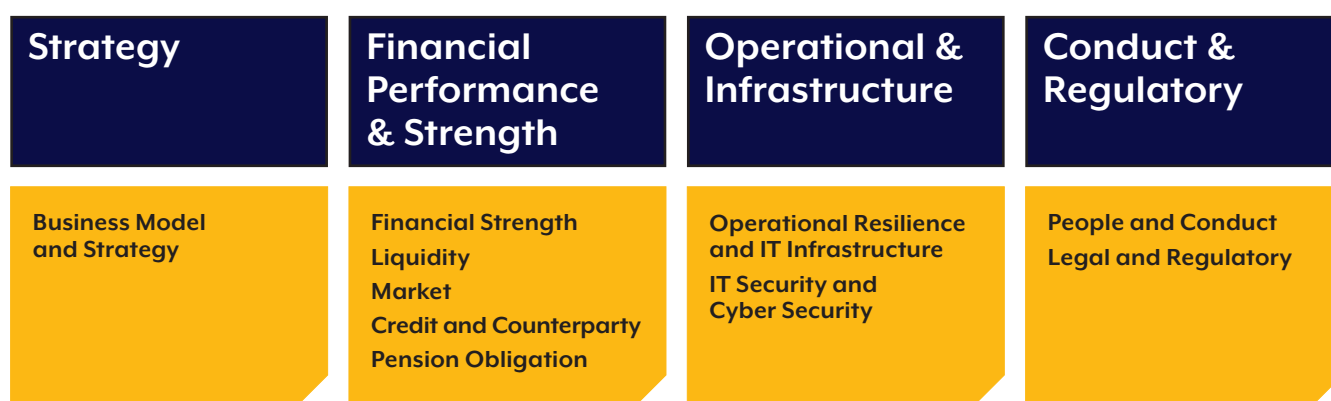 Strategy
Financial
Performance
& Strength
Operational &
Infrastructure
Conduct &
Regulatory
Business Model
and Strategy
Financial Strength
Liquidity
Market
Credit and Counterparty
Pension Obligation
Operational Resilience
and IT Infrastructure
IT Security and
Cyber Security
People and Conduct
Legal and Regulatory